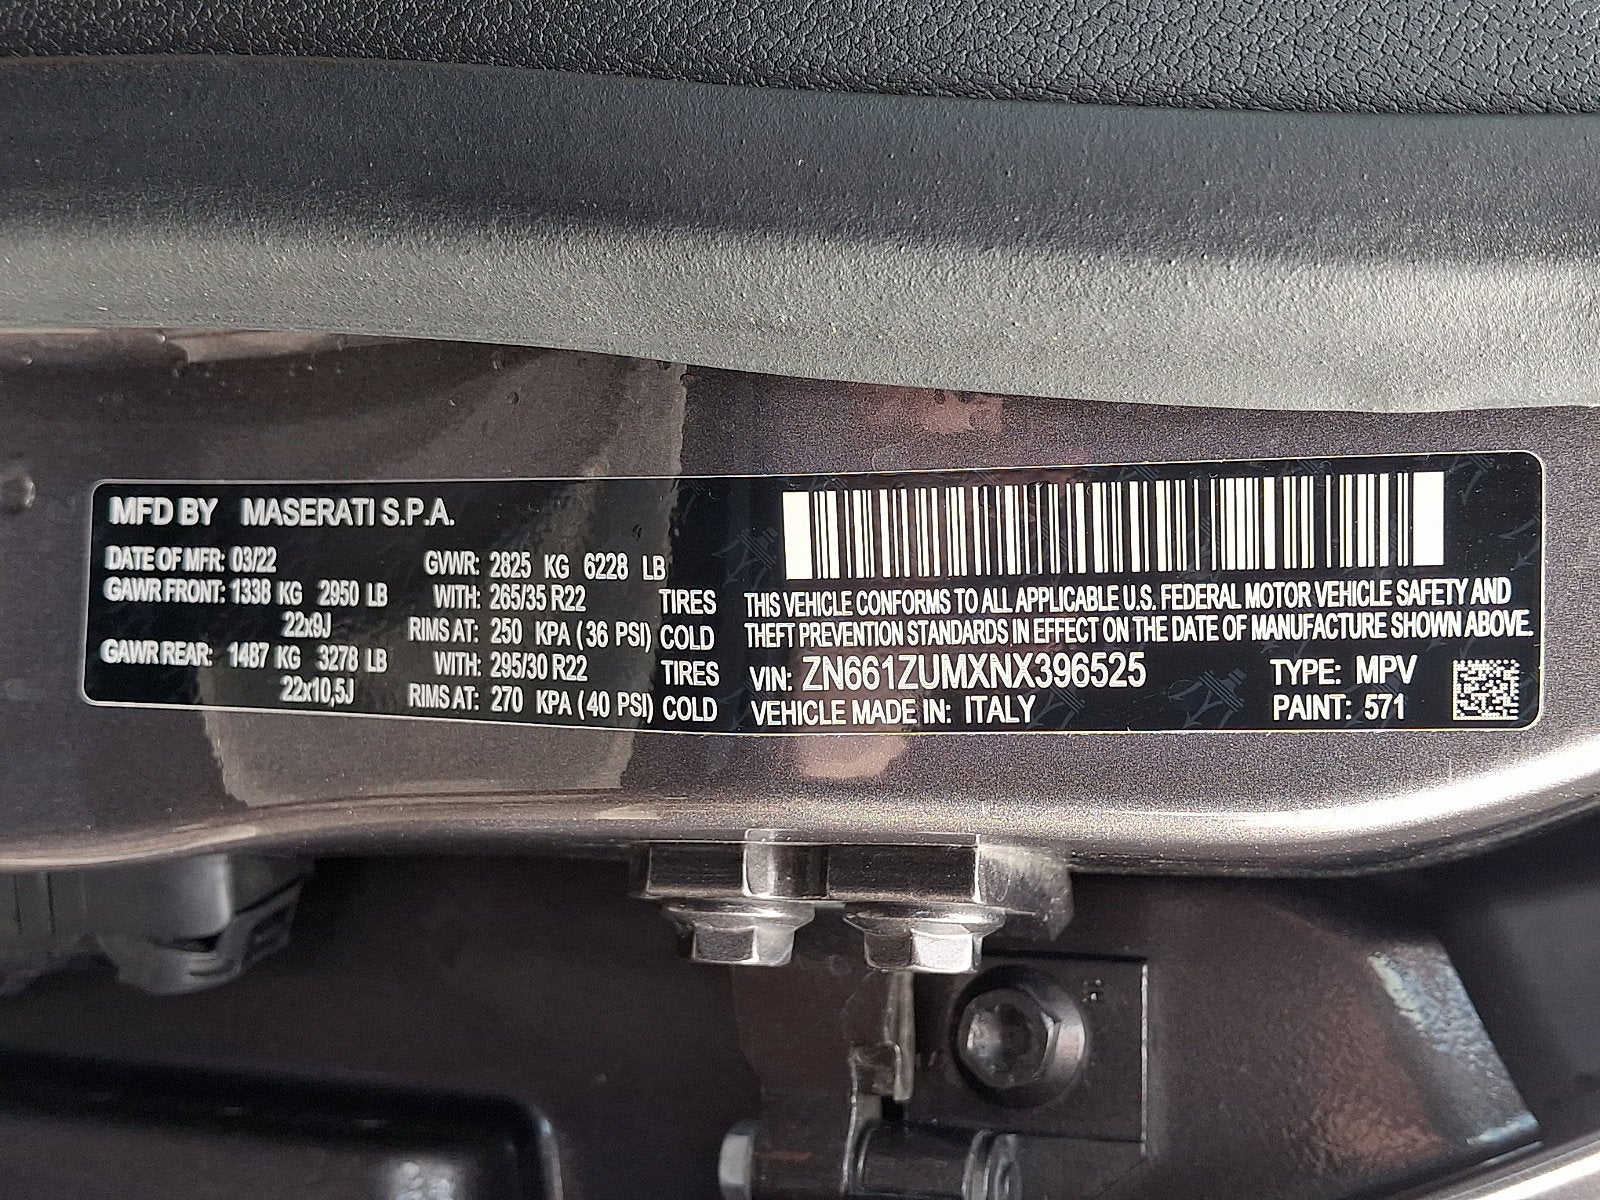 MFD BY MASERATI S.P.A.
DATE OF MFR: 03/22 GVWR: 2825 KG 6228 LB
GAWR FRONT: 1338 KG 2950 LB WITH: 265/35 R22 TIRES
22x9J RIMS AT: 250 KPA (36 PSI) COLD
GAWR REAR: 1487 KG 3278 LB WITH: 295/30 R22 TIRES
22x10,5J RIMS AT: 270 KPA (40 PSI) COLD
THIS VEHICLE CONFORMS TO ALL APPLICABLE U.S. FEDERAL MOTOR VEHICLE SAFETY AND
THEFT PREVENTION STANDARDS IN EFFECT ON THE DATE OF MANUFACTURE SHOWN ABOVE.
VIN: ZN661ZUMXNX396525 TYPE: MPV
VEHICLE MADE IN: ITALY PAINT: 571